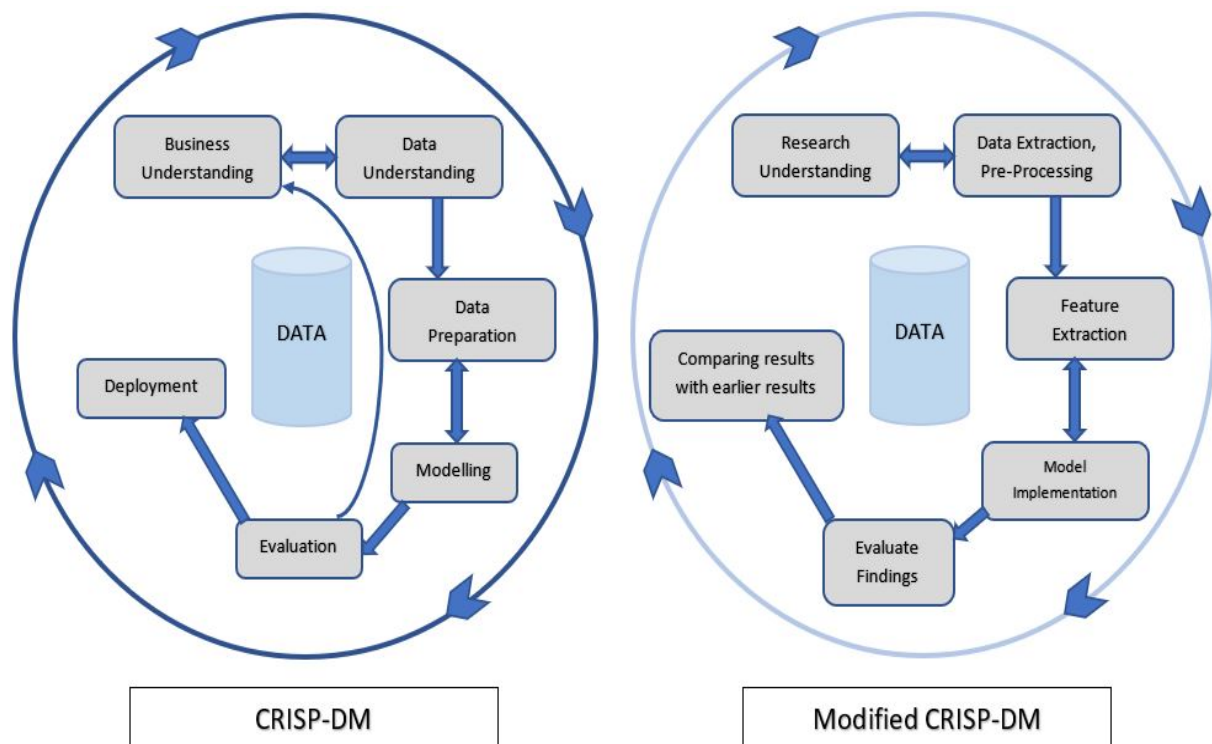 Business
Understanding
Data
Understanding
Data
Preparation
DATA
Deployment
Modelling
Evaluation
CRISP-DM
Research
Understanding
Data Extraction,
Pre-Processing
Feature
Extraction
DATA
Comparing results
with earlier results
Model
Implementation
Evaluate
Findings
Modified CRISP-DM